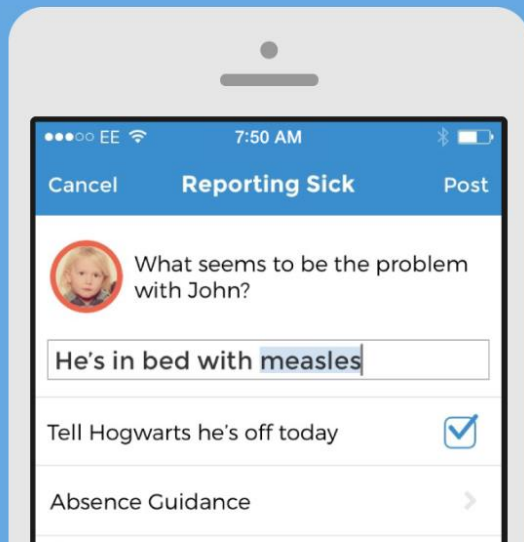 EE 7:50 AM
Cancel Reporting Sick Post
What seems to be the problem
with John?
He's in bed with measles
Tell Hogwarts he's off today
Absence Guidance